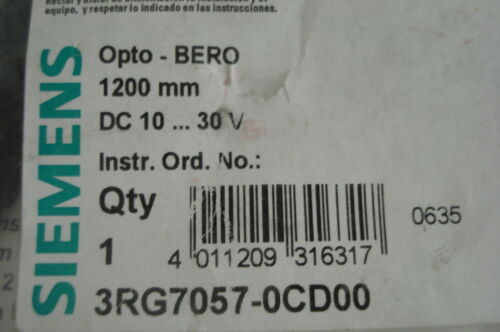 equipo, y respetar lo indicado en las instrucciones.
SIEMENS
Opto - BERO
1200 mm
DC 10 ... 30 V
Instr. Ord. No.:
Qty
1
0635
4 011209 316317
3RG7057-0CD00